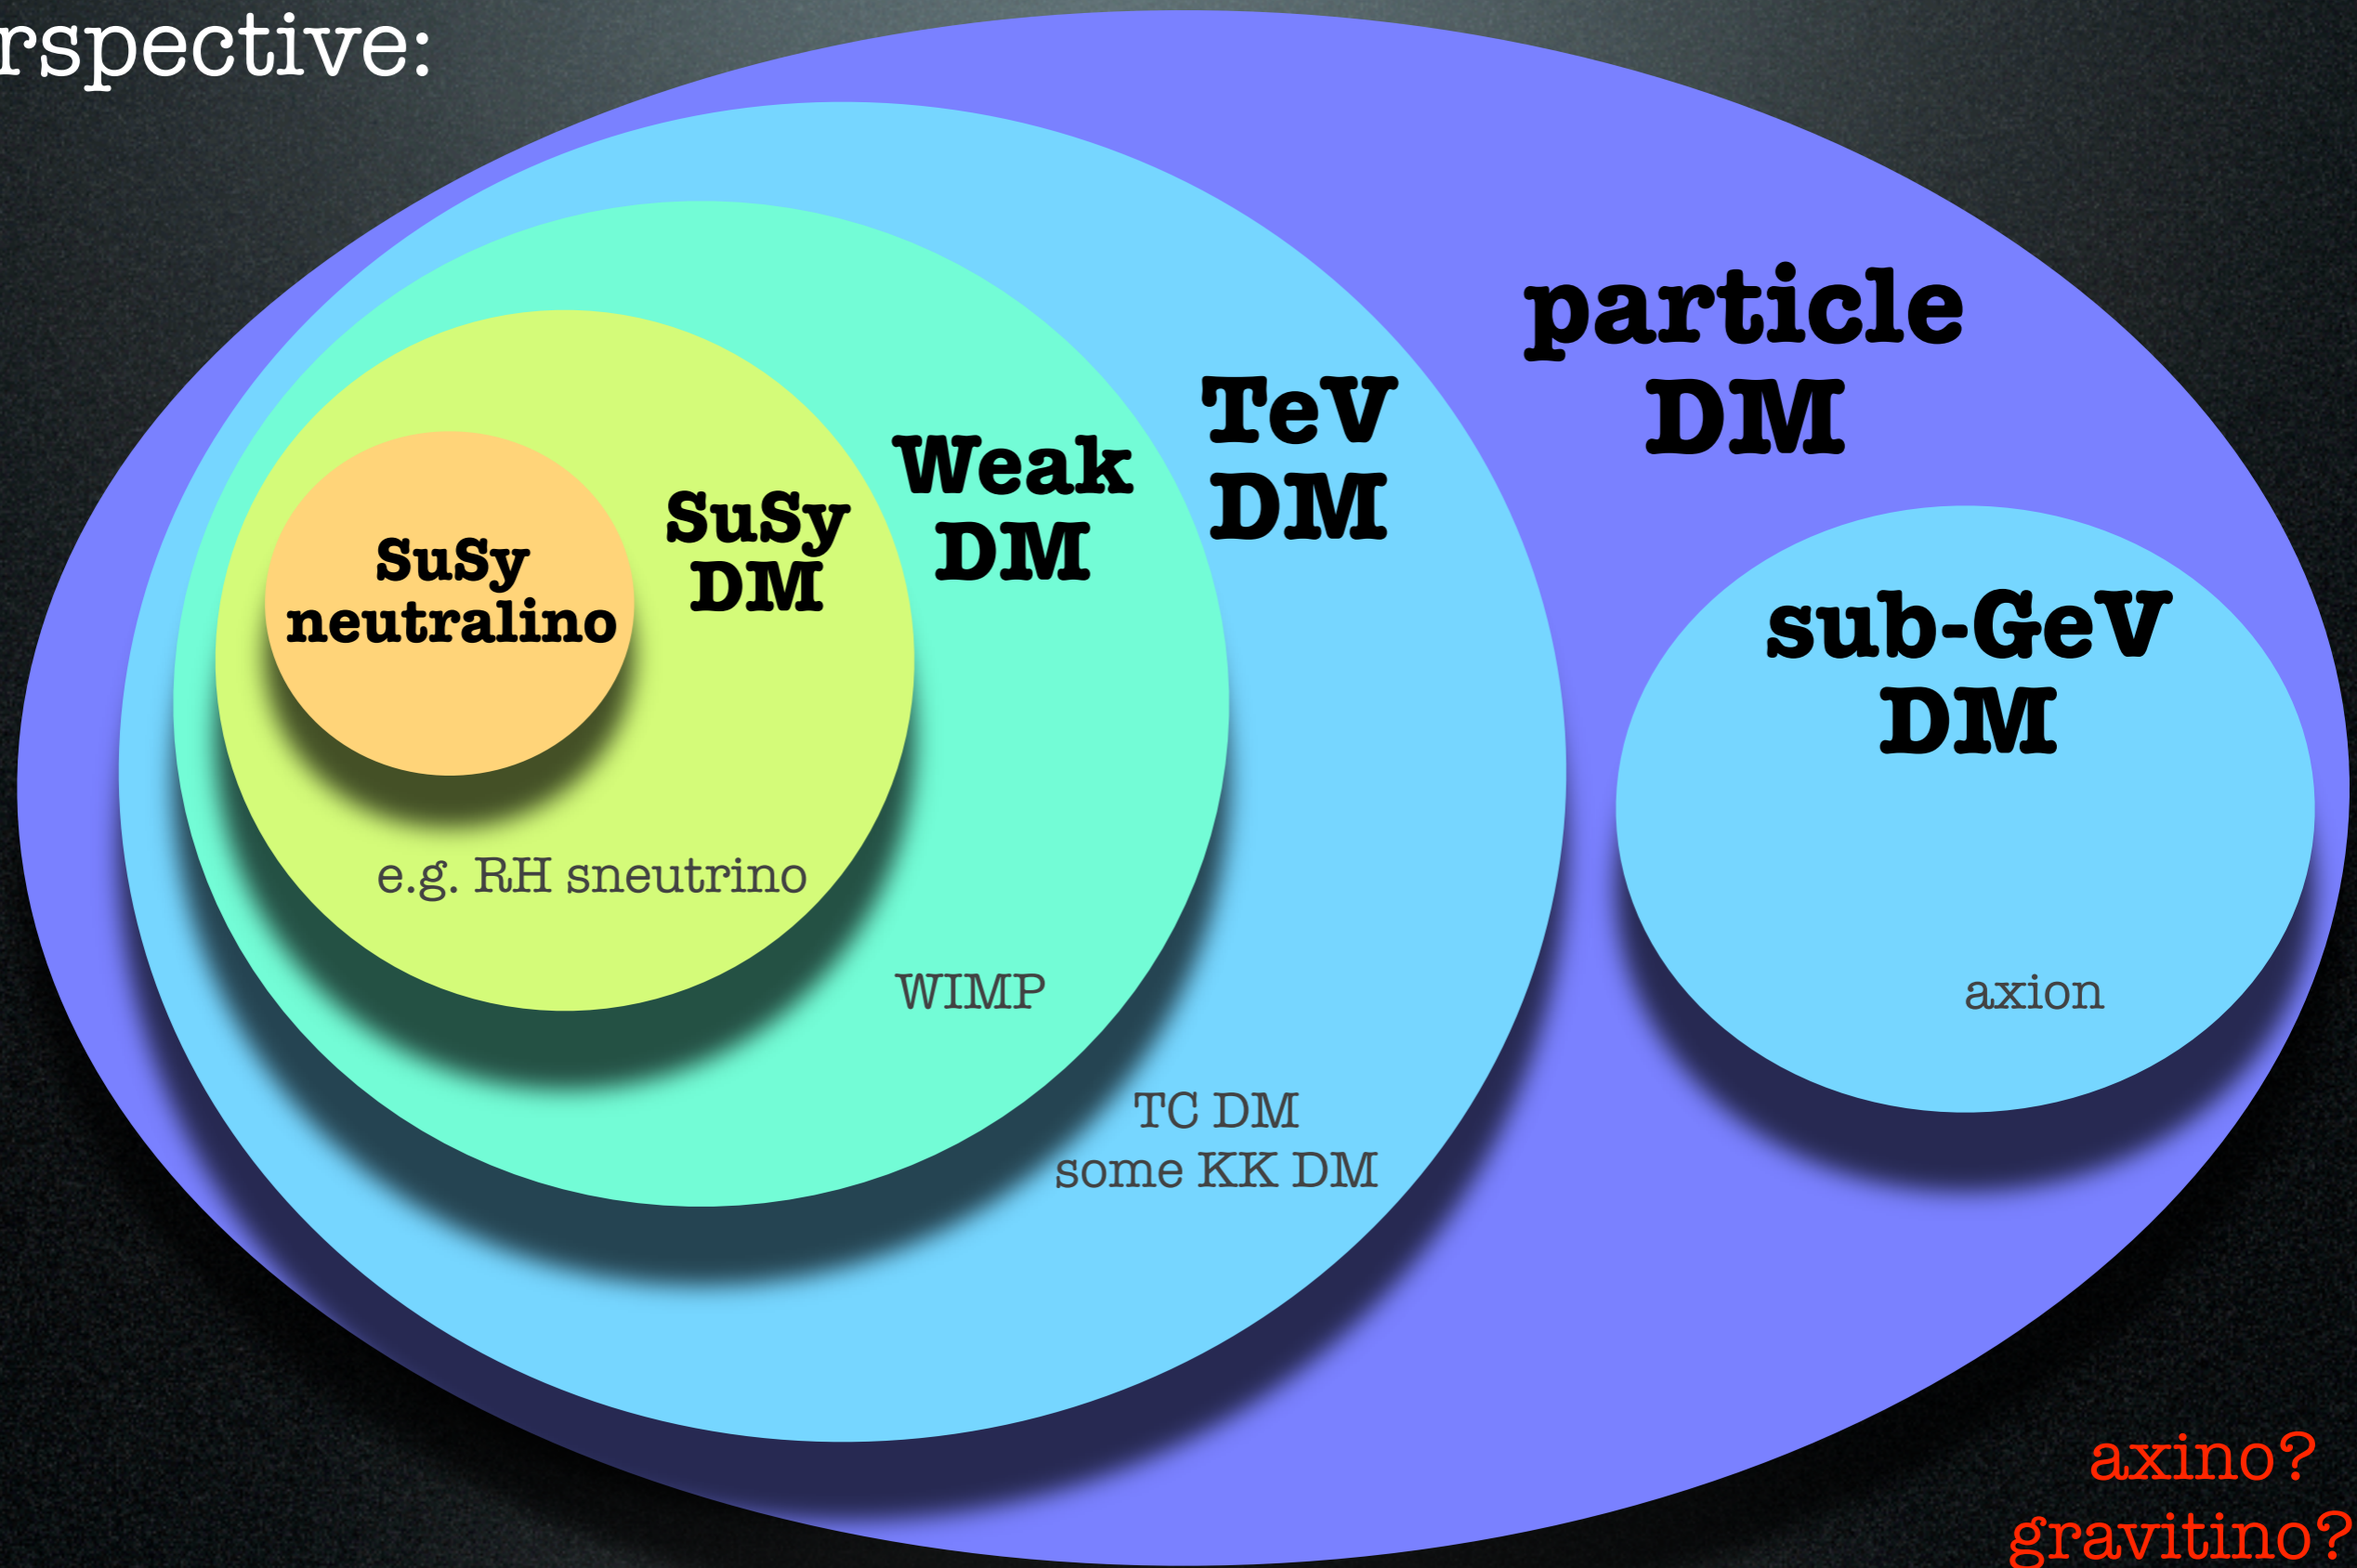 rspective:
particle
DM
TeV
DM
Weak
DM
SuSy
DM
SuSy
neutralino
sub-GeV
DM
e.g. RH sneutrino
WIMP
axion
TC DM
some KK DM
axino?
gravitino?